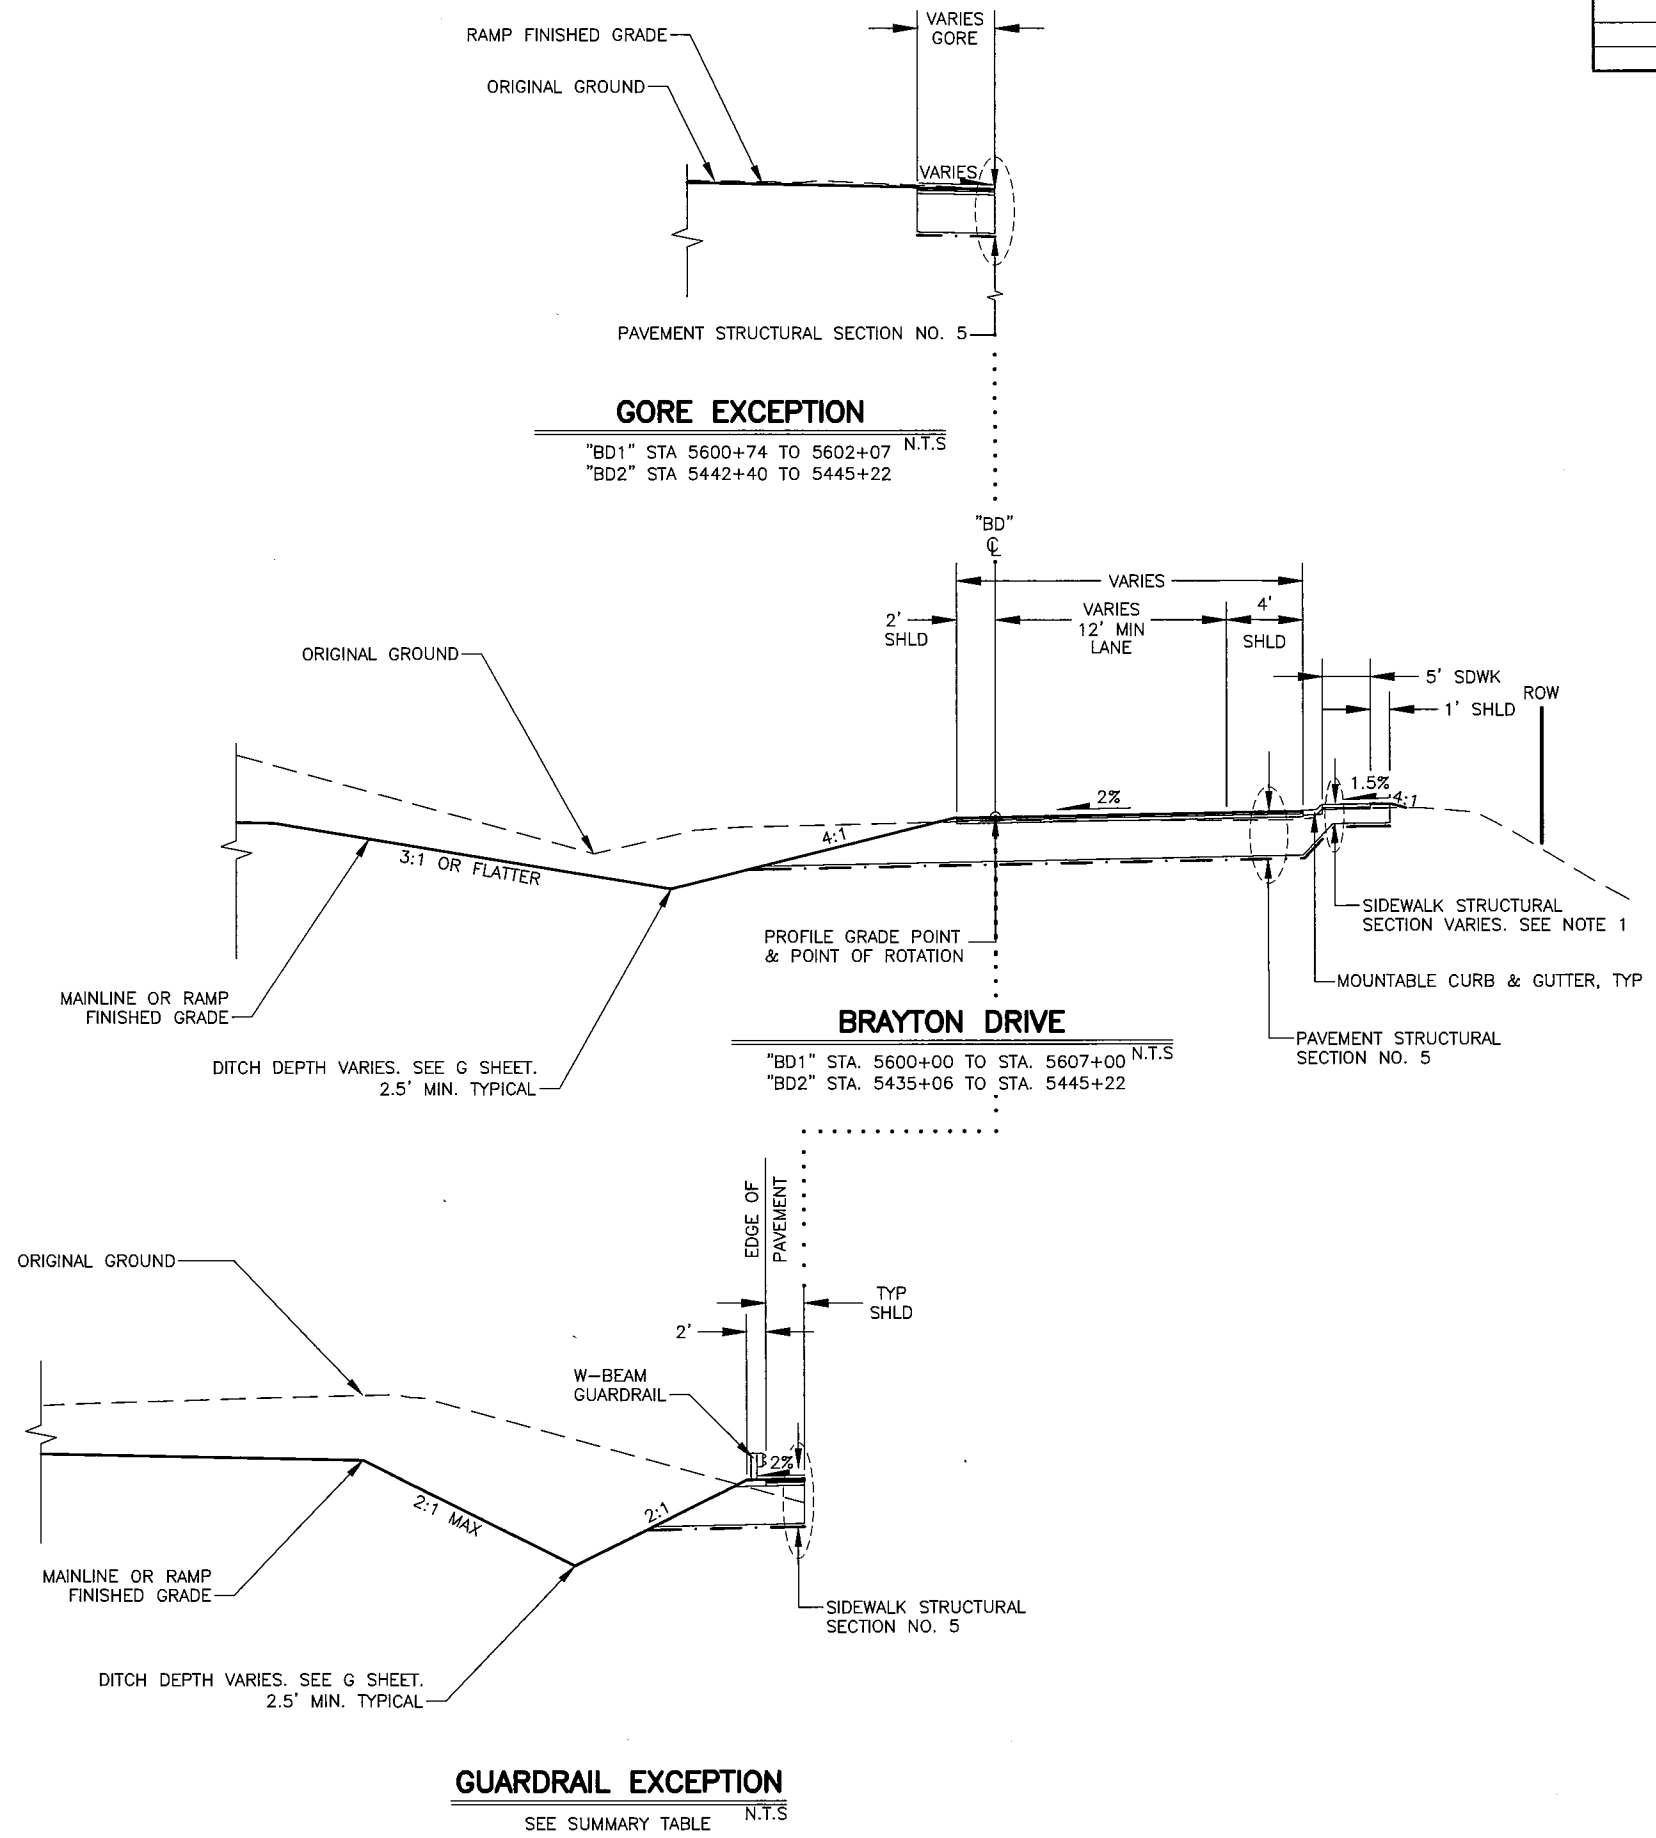 VARIES
GORE
RAMP FINISHED GRADE
ORIGINAL GROUND
VARIES
PAVEMENT STRUCTURAL SECTION NO. 5
GORE EXCEPTION
N.T.S
"BD1" STA 5600+74 TO 5602+07
"BD2" STA 5442+40 TO 5445+22
"BD"
℄
VARIES
2'
SHLD
VARIES
12' MIN
LANE
4'
SHLD
ORIGINAL GROUND
5' SDWK
ROW
1' SHLD
1.5%
4:1
2%
4:1
3:1 OR FLATTER
SIDEWALK STRUCTURAL
SECTION VARIES. SEE NOTE 1
PROFILE GRADE POINT
& POINT OF ROTATION
MOUNTABLE CURB & GUTTER, TYP
MAINLINE OR RAMP
FINISHED GRADE
PAVEMENT STRUCTURAL
SECTION NO. 5
DITCH DEPTH VARIES. SEE G SHEET.
2.5' MIN. TYPICAL
BRAYTON DRIVE
N.T.S
"BD1" STA. 5600+00 TO STA. 5607+00
"BD2" STA. 5435+06 TO STA. 5445+22
EDGE OF
PAVEMENT
ORIGINAL GROUND
TYP
SHLD
2'
W-BEAM
GUARDRAIL
2%
2:1 MAX
2:1
MAINLINE OR RAMP
FINISHED GRADE
SIDEWALK STRUCTURAL
SECTION NO. 5
DITCH DEPTH VARIES. SEE G SHEET.
2.5' MIN. TYPICAL
GUARDRAIL EXCEPTION
N.T.S
SEE SUMMARY TABLE